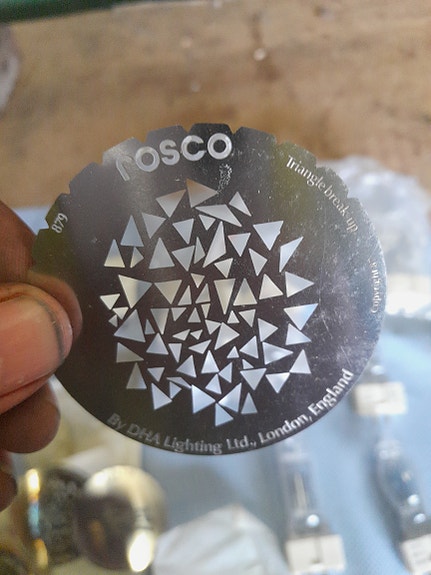 rosco
Triangle break up
879
Copyright
By DHA Lighting Ltd., London, England